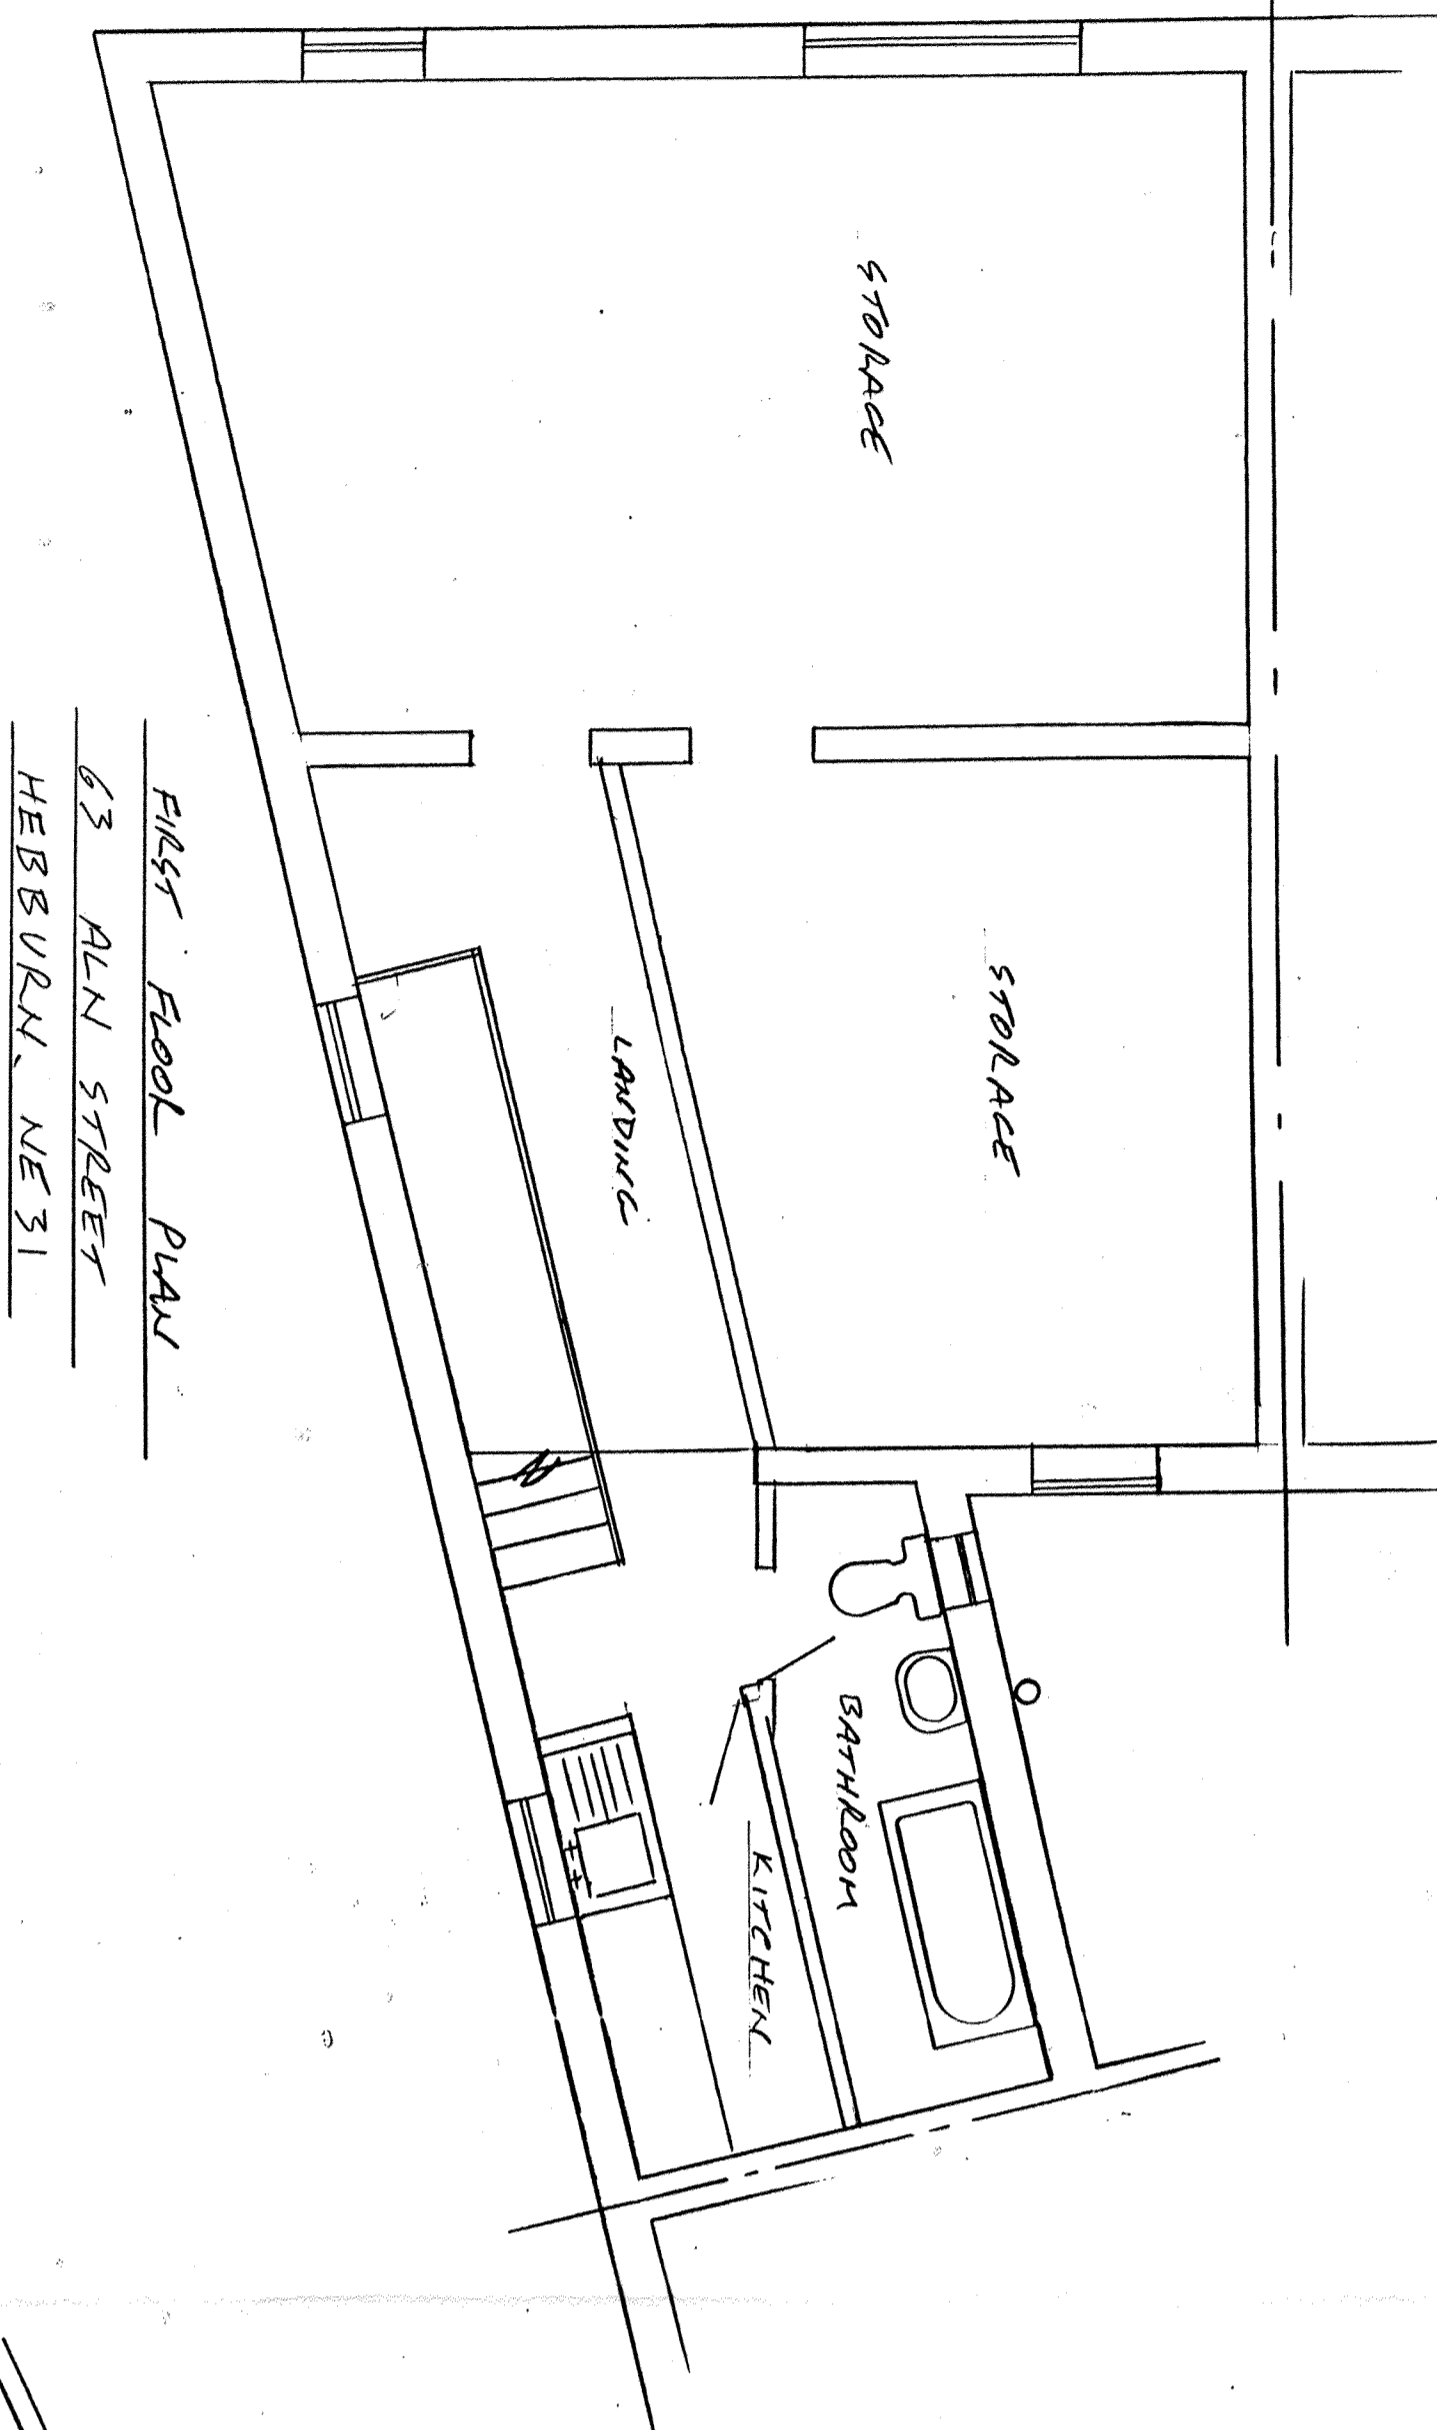 STORAGE
STORAGE
LANDING
BATHROOM
KITCHEN
FIRST FLOOR PLAN
63 ALN STREET
HEBBURN, NE31